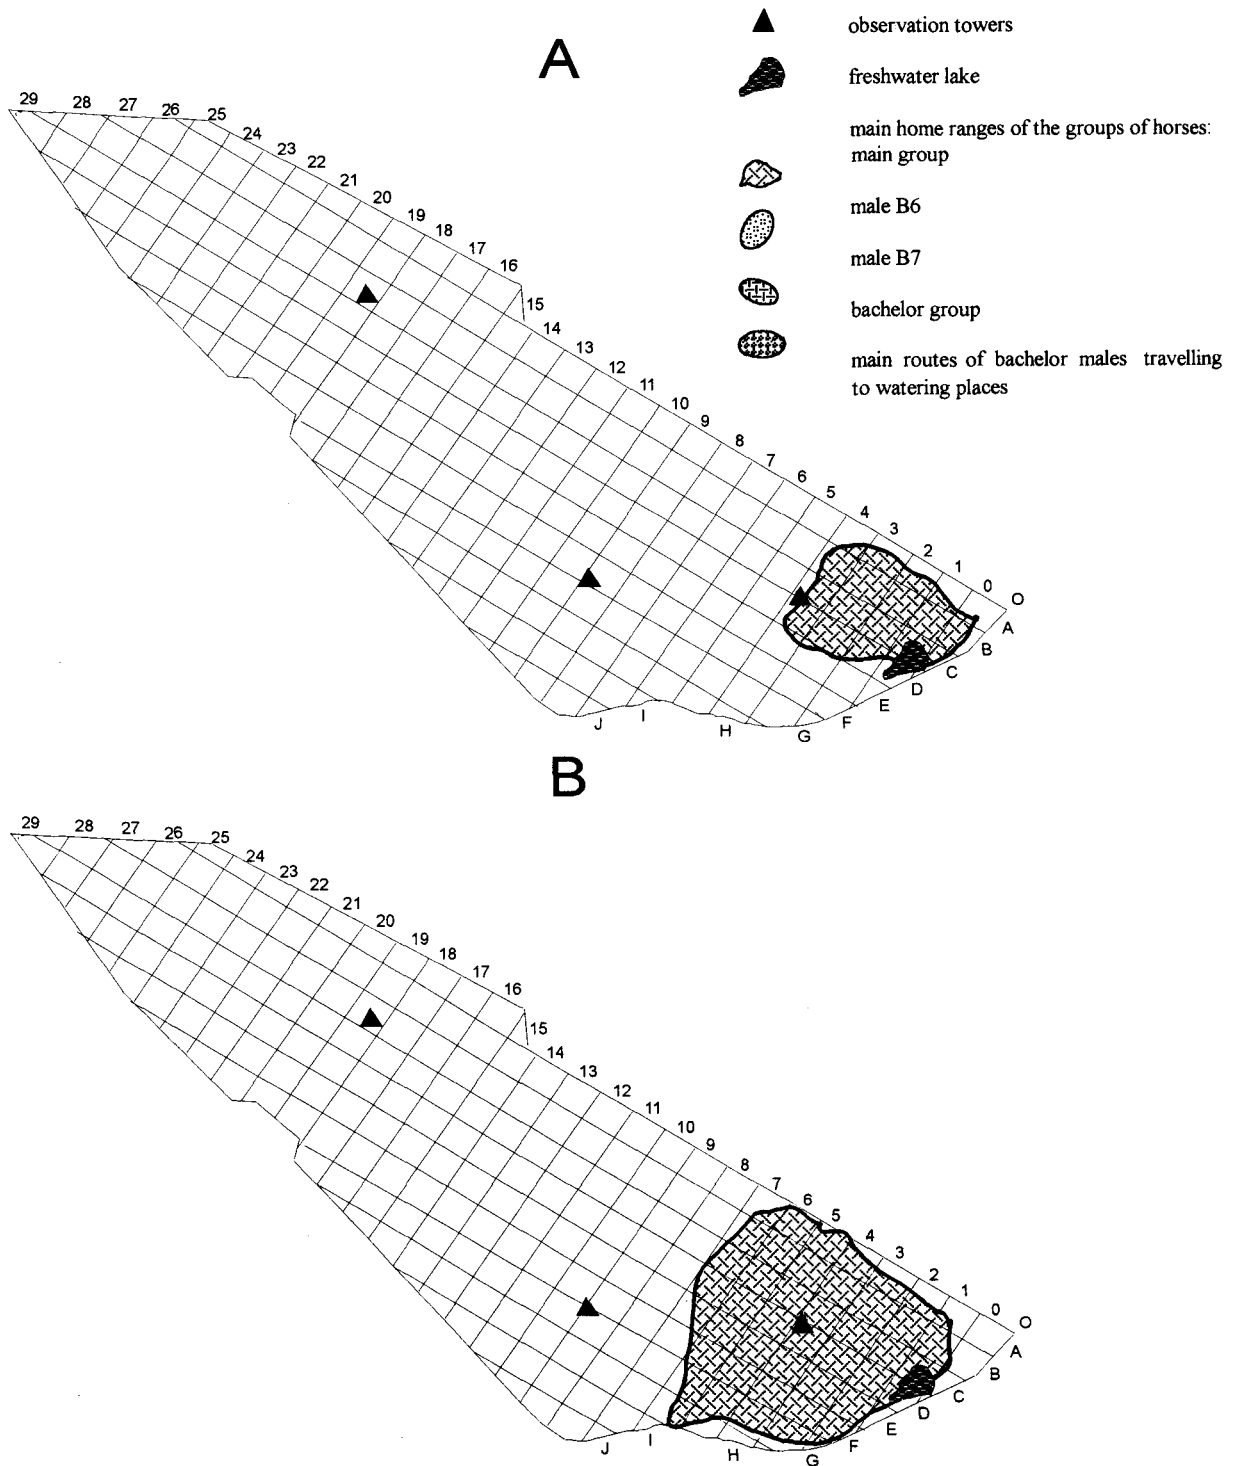 A
observation towers
freshwater lake
main home ranges of the groups of horses:
main group
male B6
male B7
bachelor group
main routes of bachelor males travelling
to watering places
29
28
27
26
25
24
23
22
21
20
19
18
17
16
15
14
13
12
11
10
9
8
7
6
5
4
3
2
1
0
O
A
B
C
D
E
F
G
H
I
J
B
29
28
27
26
25
24
23
22
21
20
19
18
17
16
15
14
13
12
11
10
9
8
7
6
5
4
3
2
1
0
O
A
B
C
D
E
F
G
H
I
J